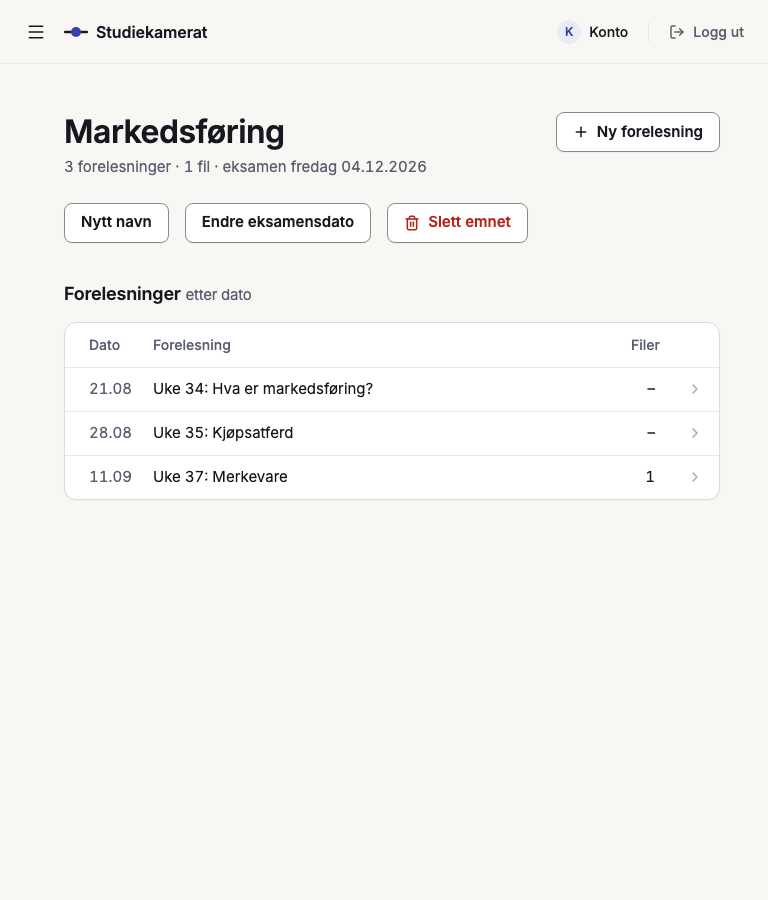 Studiekamerat
K Konto
Logg ut
Markedsføring
+ Ny forelesning
3 forelesninger · 1 fil · eksamen fredag 04.12.2026
Nytt navn
Endre eksamensdato
Slett emnet
Forelesninger etter dato
Dato Forelesning Filer
21.08 Uke 34: Hva er markedsføring? –
28.08 Uke 35: Kjøpsatferd –
11.09 Uke 37: Merkevare 1